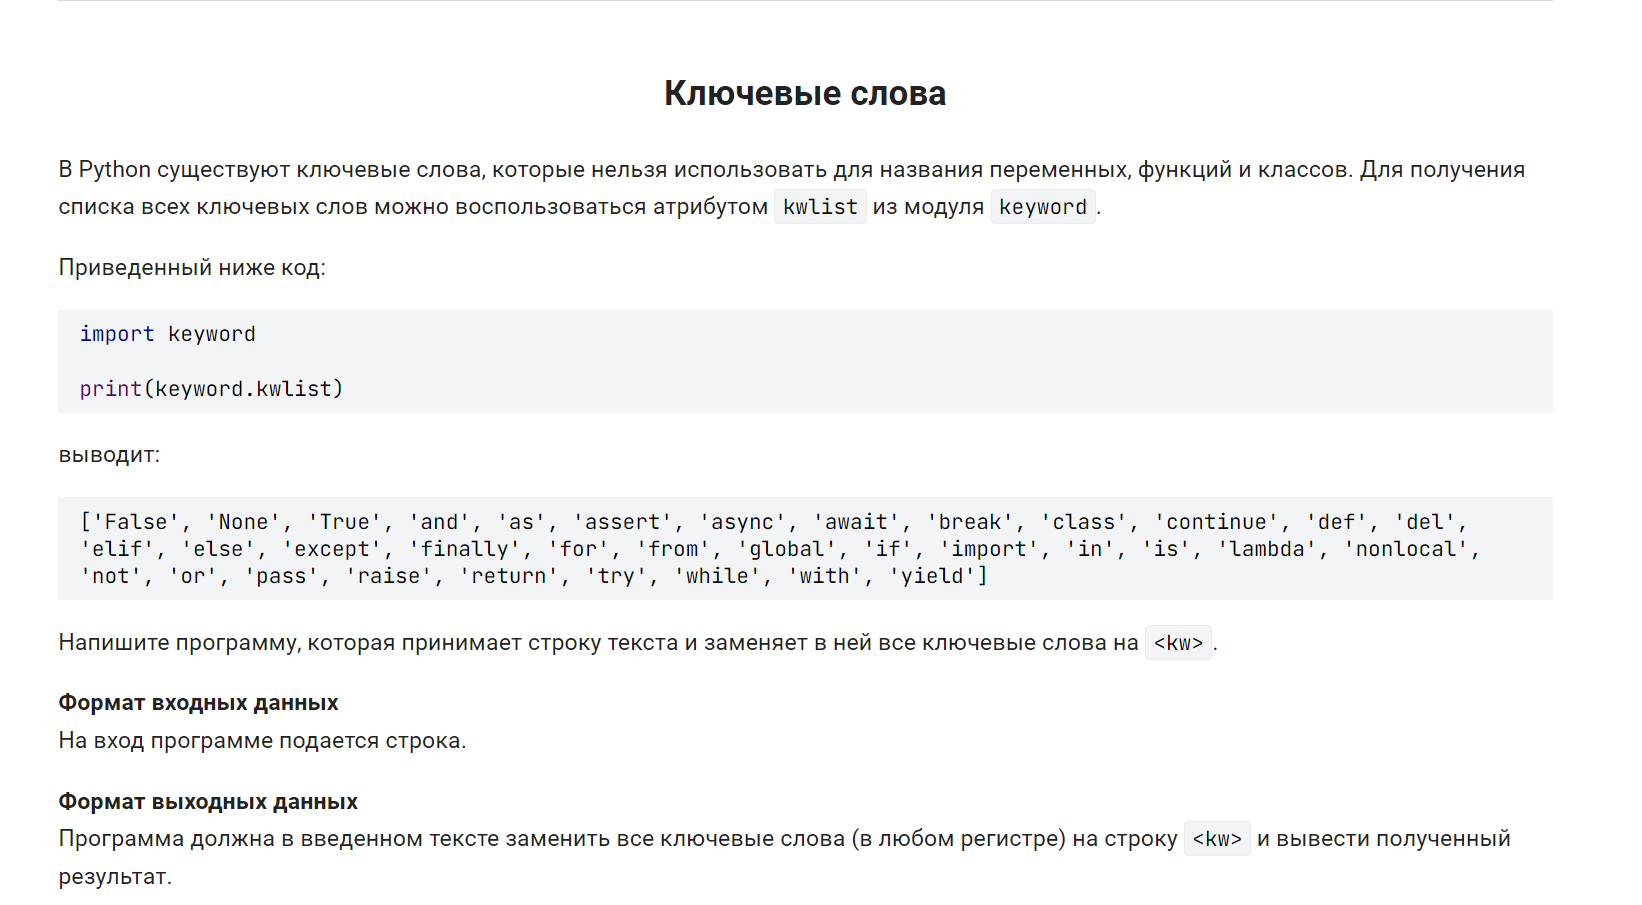 Ключевые слова
В Python существуют ключевые слова, которые нельзя использовать для названия переменных, функций и классов. Для получения
списка всех ключевых слов можно воспользоваться атрибутом kwlist из модуля keyword.
Приведенный ниже код:
import keyword
print(keyword.kwlist)
выводит:
['False', 'None', 'True', 'and', 'as', 'assert', 'async', 'await', 'break', 'class', 'continue', 'def', 'del',
'elif', 'else', 'except', 'finally', 'for', 'from', 'global', 'if', 'import', 'in', 'is', 'lambda', 'nonlocal',
'not', 'or', 'pass', 'raise', 'return', 'try', 'while', 'with', 'yield']
Напишите программу, которая принимает строку текста и заменяет в ней все ключевые слова на <kw>.
Формат входных данных
На вход программе подается строка.
Формат выходных данных
Программа должна в введенном тексте заменить все ключевые слова (в любом регистре) на строку <kw> и вывести полученный
результат.